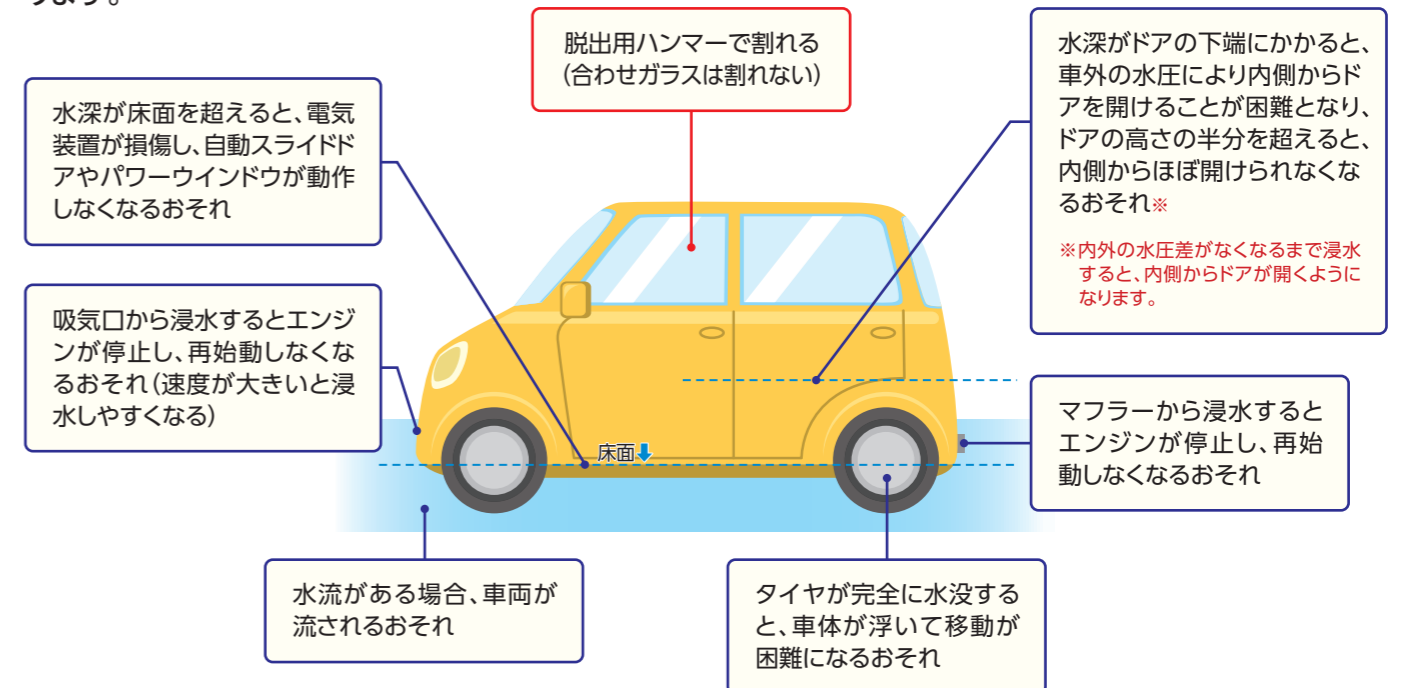 ります。
脱出用ハンマーで割れる
（合わせガラスは割れない）
水深がドアの下端にかかると、
車外の水圧により内側からド
アを開けることが困難となり、
ドアの高さの半分を超えると、
内側からほぼ開けられなくな
るおそれ※
※内外の水圧差がなくなるまで浸水
すると、内側からドアが開くように
なります。
水深が床面を超えると、電気
装置が損傷し、自動スライドド
アやパワーウインドウが動作
しなくなるおそれ
吸気口から浸水するとエンジ
ンが停止し、再始動しなくな
るおそれ（速度が大きいと浸
水しやすくなる）
床面
マフラーから浸水すると
エンジンが停止し、再始
動しなくなるおそれ
水流がある場合、車両が
流されるおそれ
タイヤが完全に水没する
と、車体が浮いて移動が
困難になるおそれ